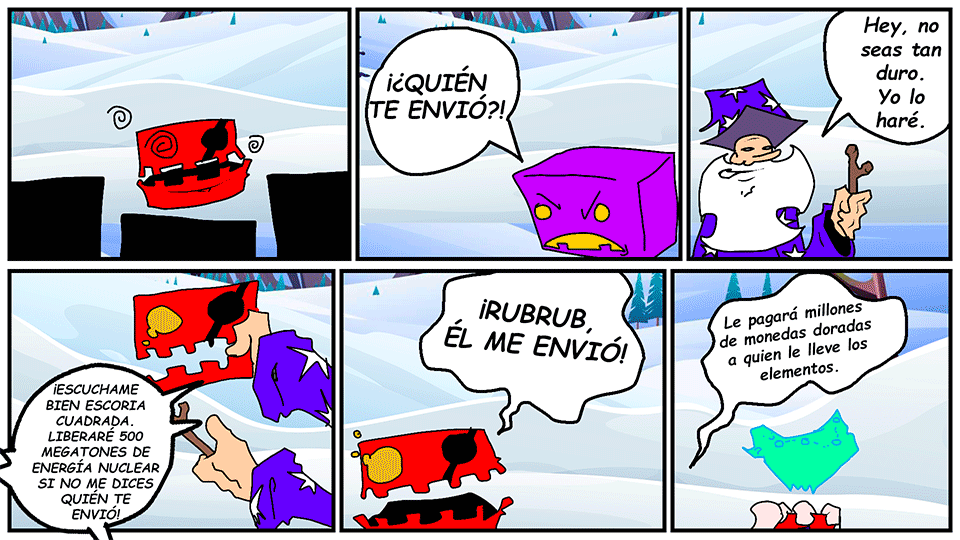 ¡¿QUIÉN
TE ENVIÓ?!
Hey, no
seas tan
duro.
Yo lo
haré.
¡ESCUCHAME
BIEN ESCORIA
CUADRADA.
LIBERARÉ 500
MEGATONES DE
ENERGÍA NUCLEAR
SI NO ME DICES
QUIÉN TE
ENVIÓ!
¡RUBRUB,
ÉL ME ENVIÓ!
Le pagará millones
de monedas doradas
a quien le lleve los
elementos.